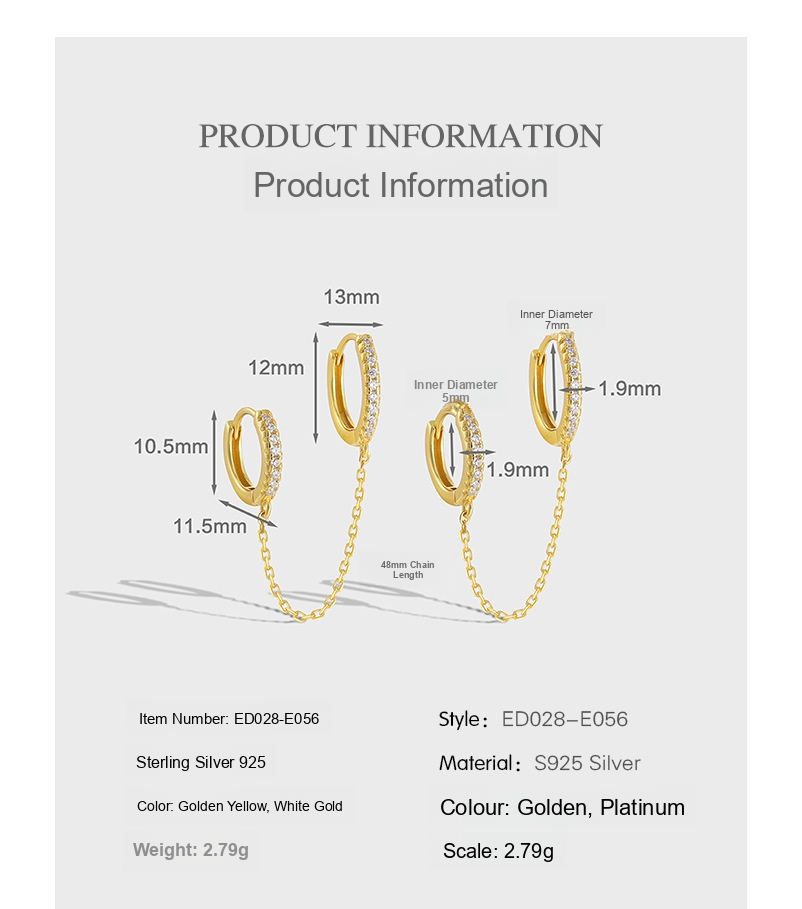 PRODUCT INFORMATION
Product Information
13mm
Inner Diameter
7mm
12mm
Inner Diameter
5mm
1.9mm
10.5mm
1.9mm
11.5mm
48mm Chain
Length
Item Number: ED028-E056
Style: ED028-E056
Sterling Silver 925
Material: S925 Silver
Color: Golden Yellow, White Gold
Colour: Golden, Platinum
Weight: 2.79g
Scale: 2.79g